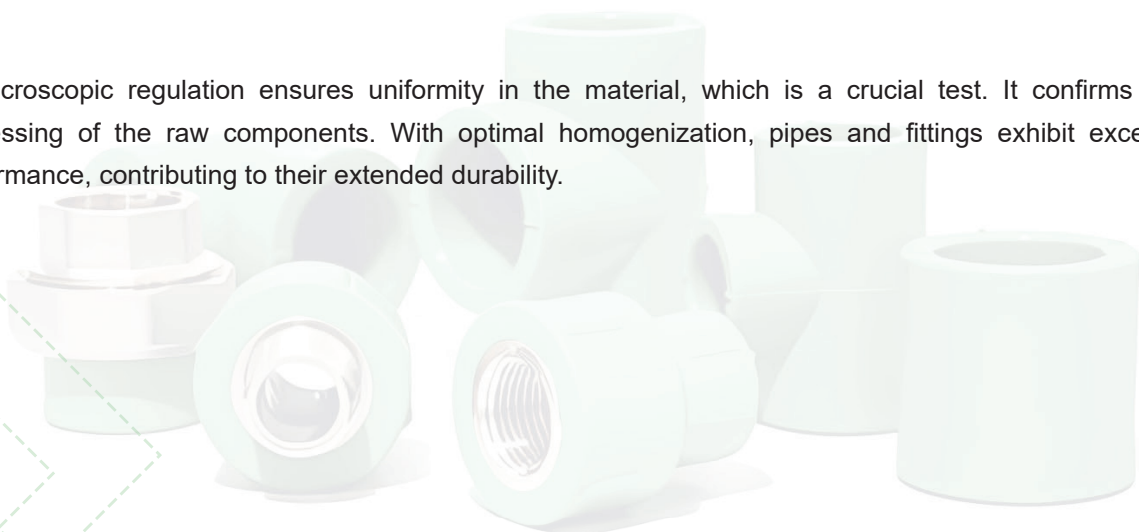 croscopic regulation ensures uniformity in the material, which is a crucial test. It confirms
ssing of the raw components. With optimal homogenization, pipes and fittings exhibit exce
rmance, contributing to their extended durability.